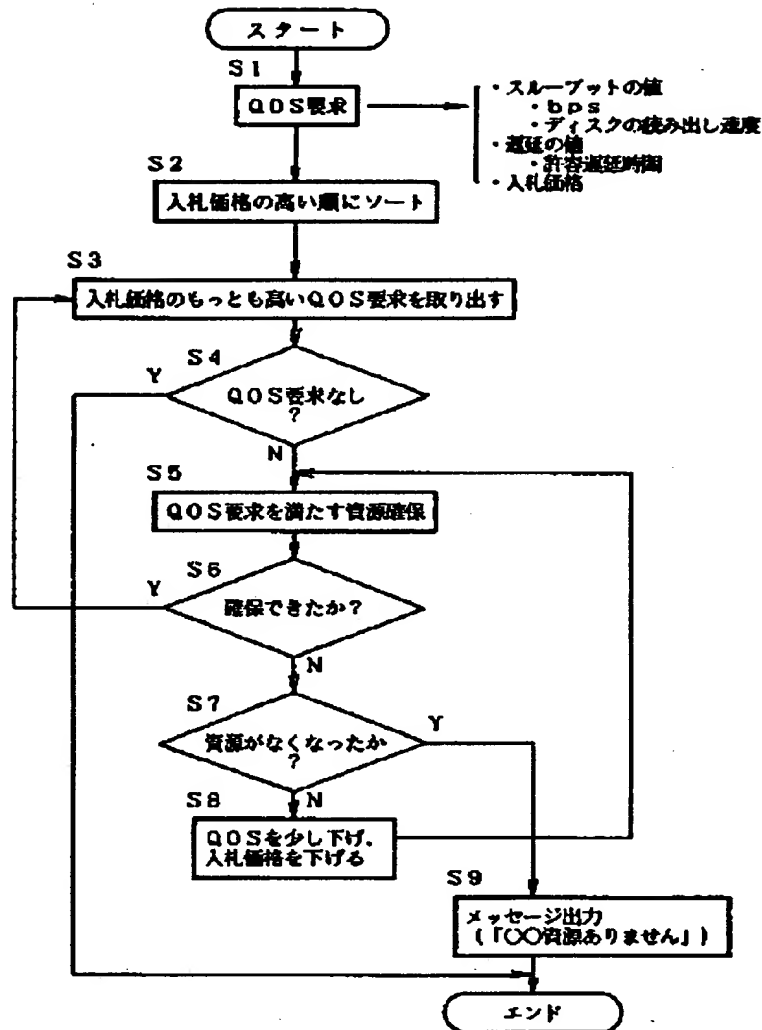 スタート
S1
QOS要求
・スループットの値
・bps
・ディスクの読み出し速度
・遅延の値
・許容遅延時間
・入札価格
S2
入札価格の高い順にソート
S3
入札価格のもっとも高いQOS要求を取り出す
S4
Y
QOS要求なし
?
N
S5
QOS要求を満たす資源確保
S6
Y
確保できたか?
N
S7
Y
資源がなくなったか
?
N
S8
QOSを少し下げ、
入札価格を下げる
S9
メッセージ出力
(「○○資源ありません」)
エンド